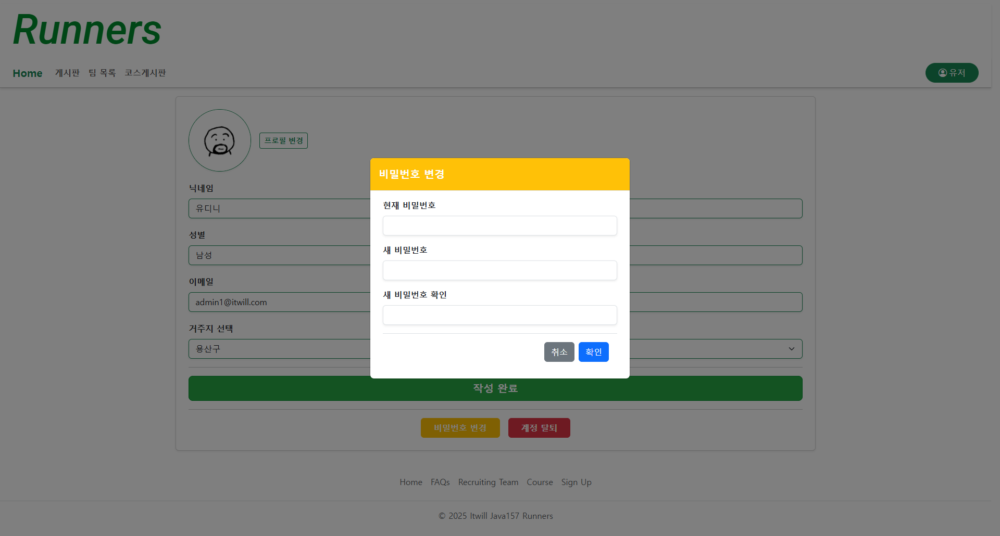 Runners
Home 게시판 팀 목록 코스게시판 유저
프로필 변경
닉네임
유디니
성별
남성
이메일
admin1@itwill.com
거주지 선택
용산구
비밀번호 변경
현재 비밀번호
새 비밀번호
새 비밀번호 확인
취소 확인
작성 완료
비밀번호 변경 계정 탈퇴
Home FAQs Recruiting Team Course Sign Up
© 2025 Itwill Java157 Runners